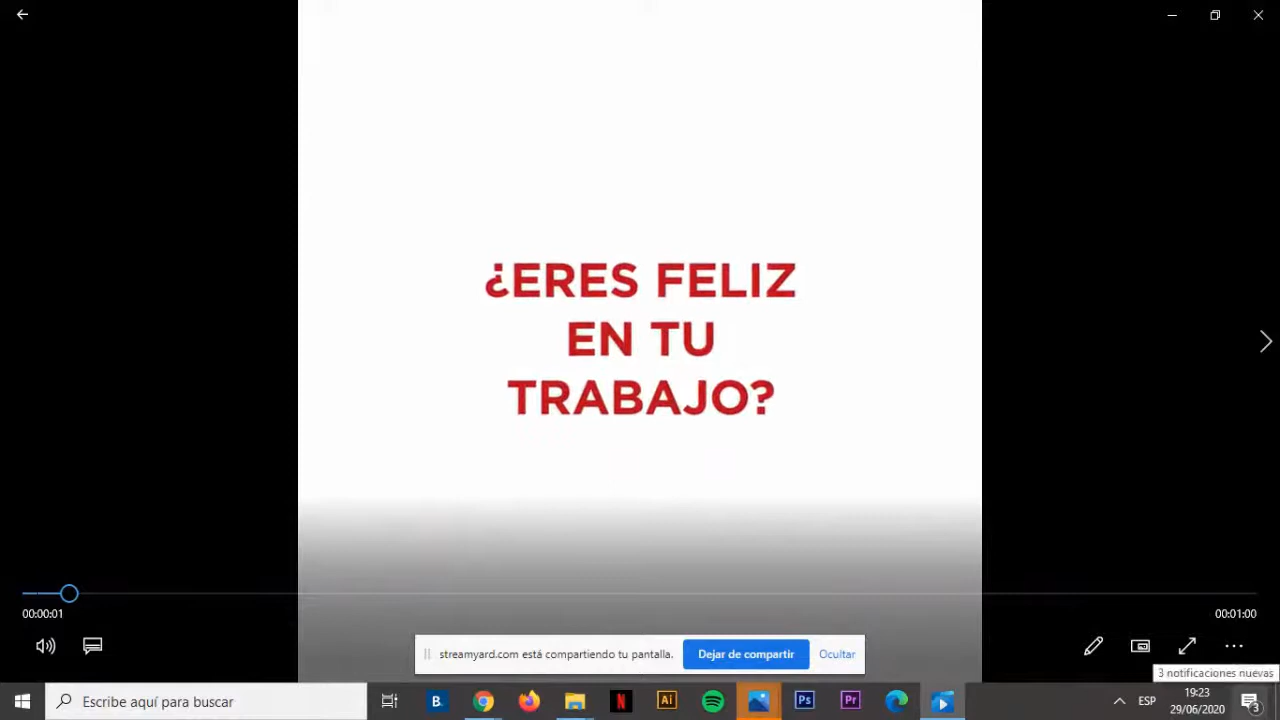 ¿ERES FELIZ
EN TU
TRABAJO?
00:00:01
00:01:00
streamyard.com está compartiendo tu pantalla.
Dejar de compartir
Ocultar
3 notificaciones nuevas
Escribe aquí para buscar
B.
N
Ai
Ps
Pr
ESP
19:23
29/06/2020
3